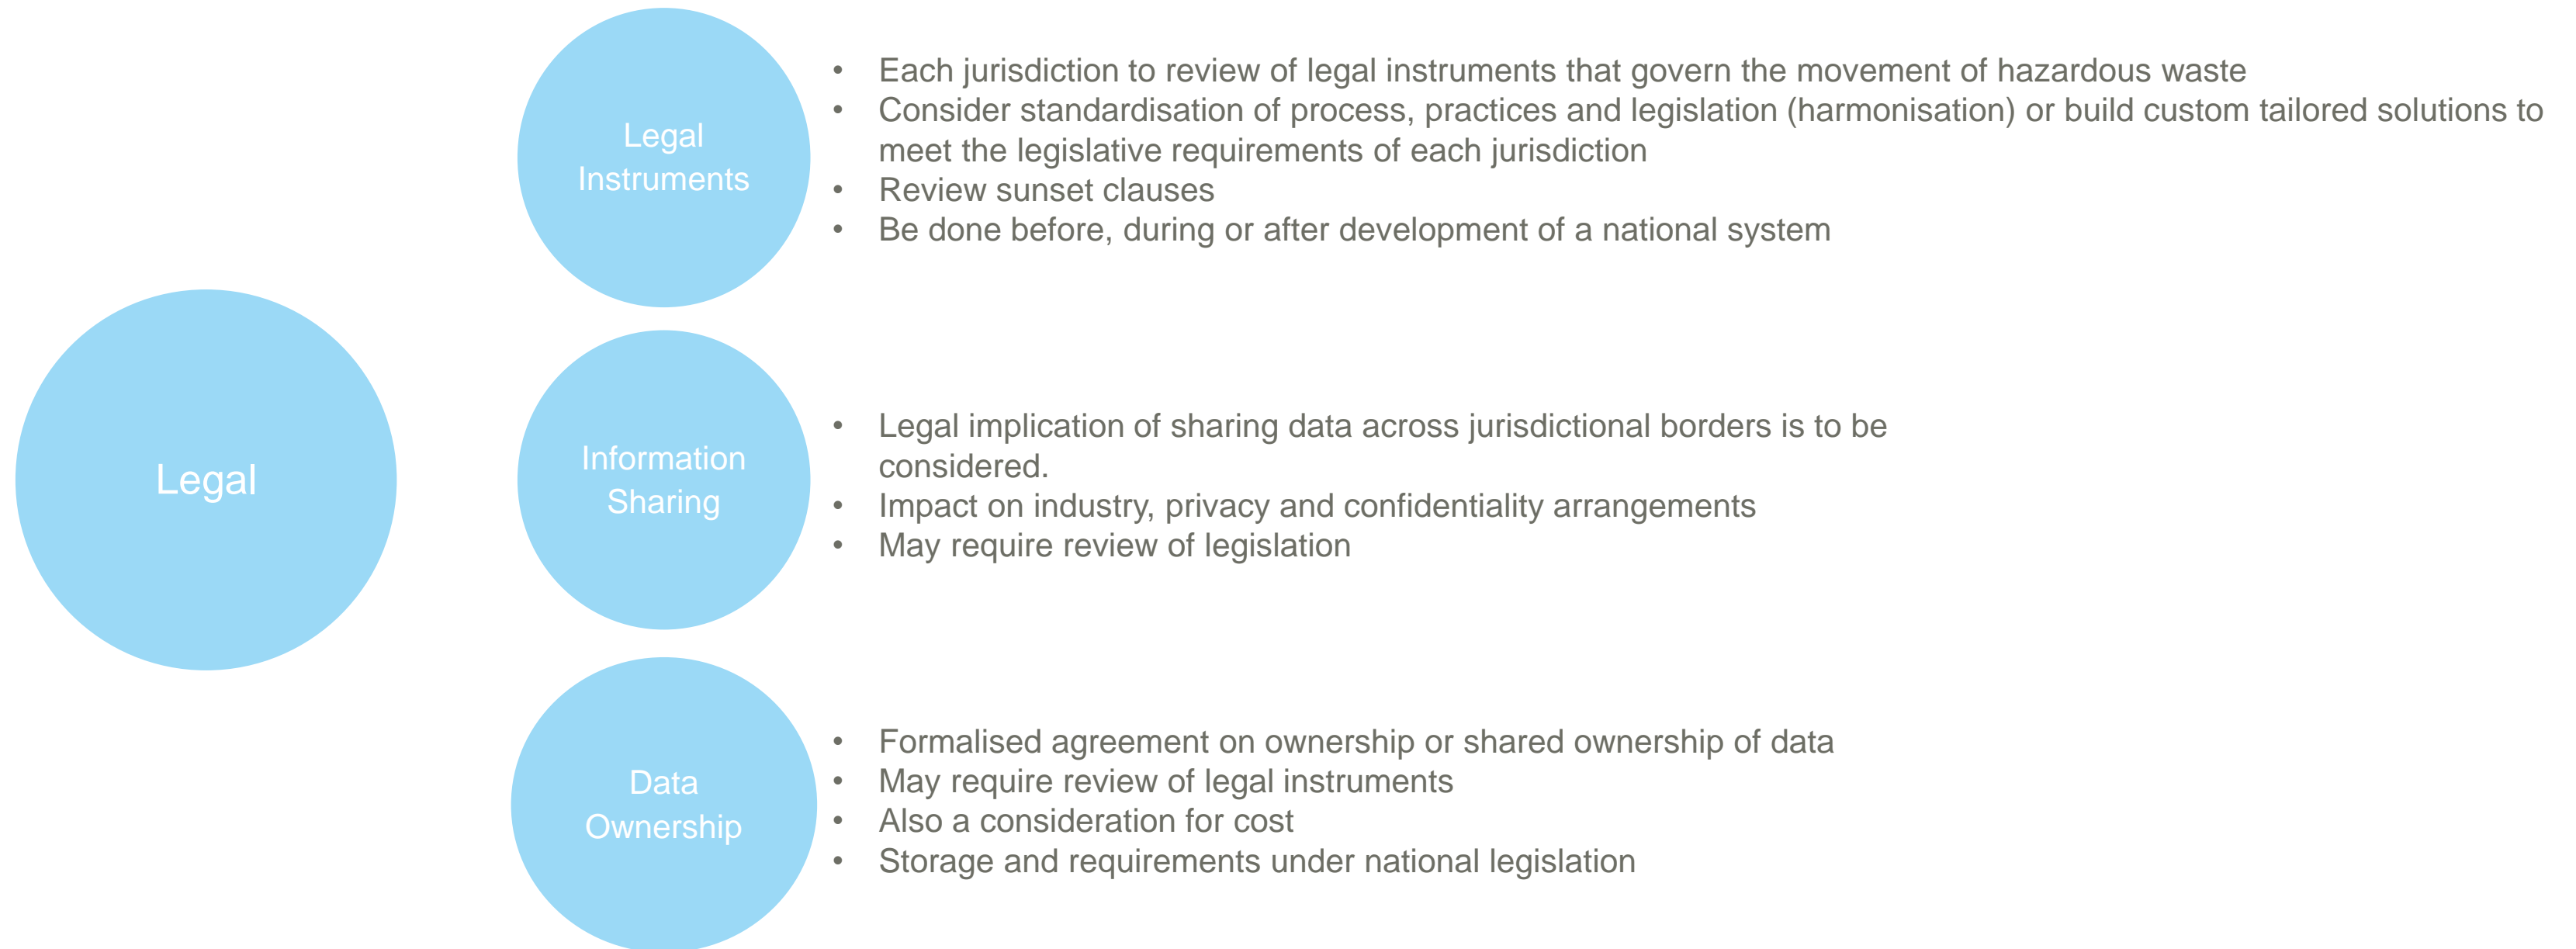 Legal
Legal
Instruments
• Each jurisdiction to review of legal instruments that govern the movement of hazardous waste
• Consider standardisation of process, practices and legislation (harmonisation) or build custom tailored solutions to
meet the legislative requirements of each jurisdiction
• Review sunset clauses
• Be done before, during or after development of a national system
Information
Sharing
• Legal implication of sharing data across jurisdictional borders is to be
considered.
• Impact on industry, privacy and confidentiality arrangements
• May require review of legislation
Data
Ownership
• Formalised agreement on ownership or shared ownership of data
• May require review of legal instruments
• Also a consideration for cost
• Storage and requirements under national legislation